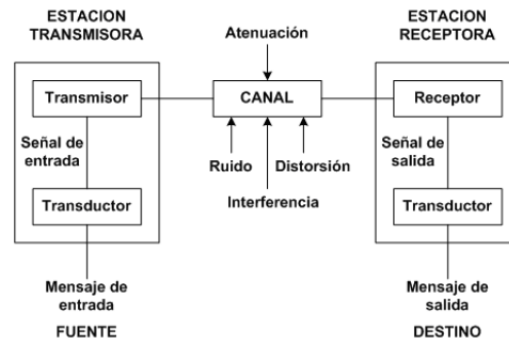 ESTACION
TRANSMISORA
Transmisor
Señal de
entrada
Transductor
Mensaje de
entrada
FUENTE
Atenuación
CANAL
Ruido
Distorsión
Interferencia
ESTACION
RECEPTORA
Receptor
Señal de
salida
Transductor
Mensaje de
salida
DESTINO